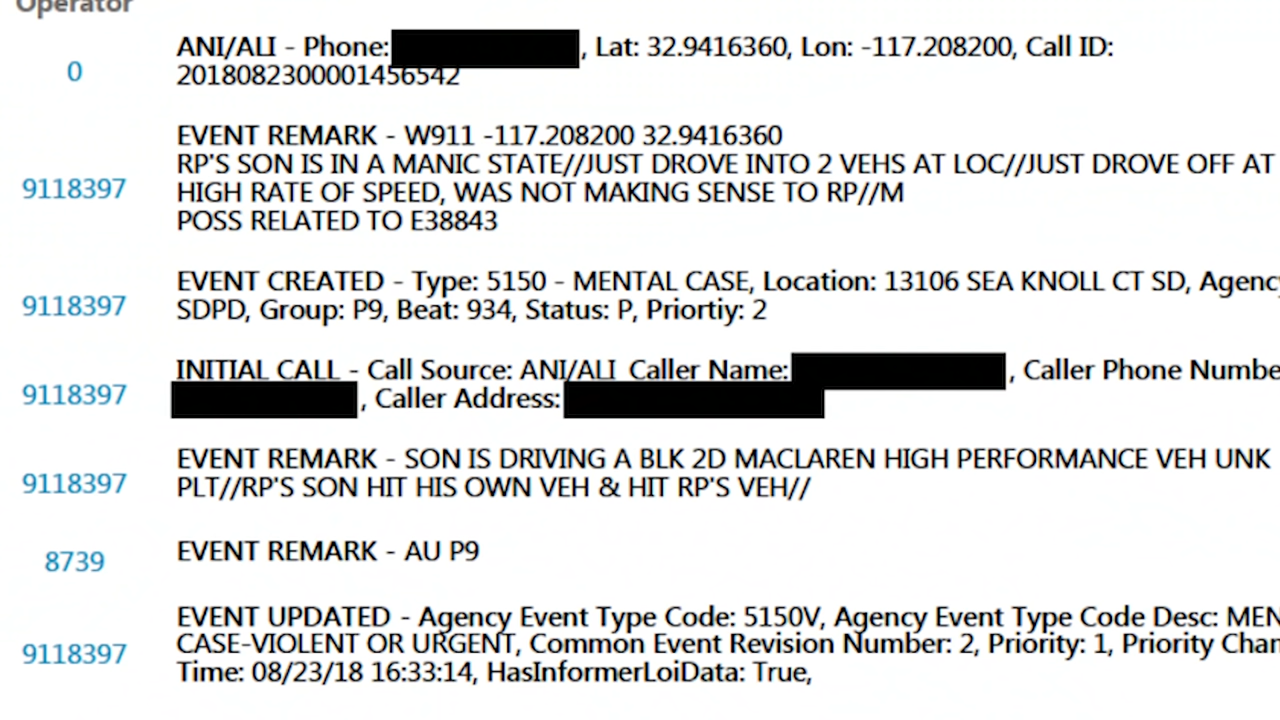 Operator
ANI/ALI - Phone: , Lat: 32.9416360, Lon: -117.208200, Call ID:
0
2018082300001456542
EVENT REMARK - W911 -117.208200 32.9416360
RP'S SON IS IN A MANIC STATE//JUST DROVE INTO 2 VEHS AT LOC//JUST DROVE OFF AT
9118397
HIGH RATE OF SPEED, WAS NOT MAKING SENSE TO RP//M
POSS RELATED TO E38843
EVENT CREATED - Type: 5150 - MENTAL CASE, Location: 13106 SEA KNOLL CT SD, Agency
9118397
SDPD, Group: P9, Beat: 934, Status: P, Priortiy: 2
INITIAL CALL - Call Source: ANI/ALI Caller Name: , Caller Phone Numbe
9118397
, Caller Address:
EVENT REMARK - SON IS DRIVING A BLK 2D MACLAREN HIGH PERFORMANCE VEH UNK
9118397
PLT//RP'S SON HIT HIS OWN VEH & HIT RP'S VEH//
EVENT REMARK - AU P9
8739
EVENT UPDATED - Agency Event Type Code: 5150V, Agency Event Type Code Desc: MEN
CASE-VIOLENT OR URGENT, Common Event Revision Number: 2, Priority: 1, Priority Chan
9118397
Time: 08/23/18 16:33:14, HasInformerLoiData: True,